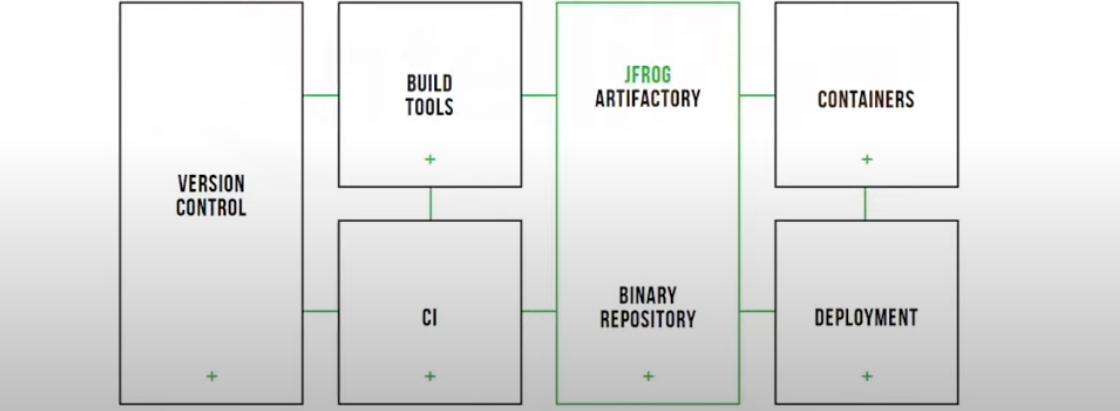 VERSION
CONTROL
+
BUILD
TOOLS
+
CI
+
JFROG
ARTIFACTORY
BINARY
REPOSITORY
+
CONTAINERS
+
DEPLOYMENT
+